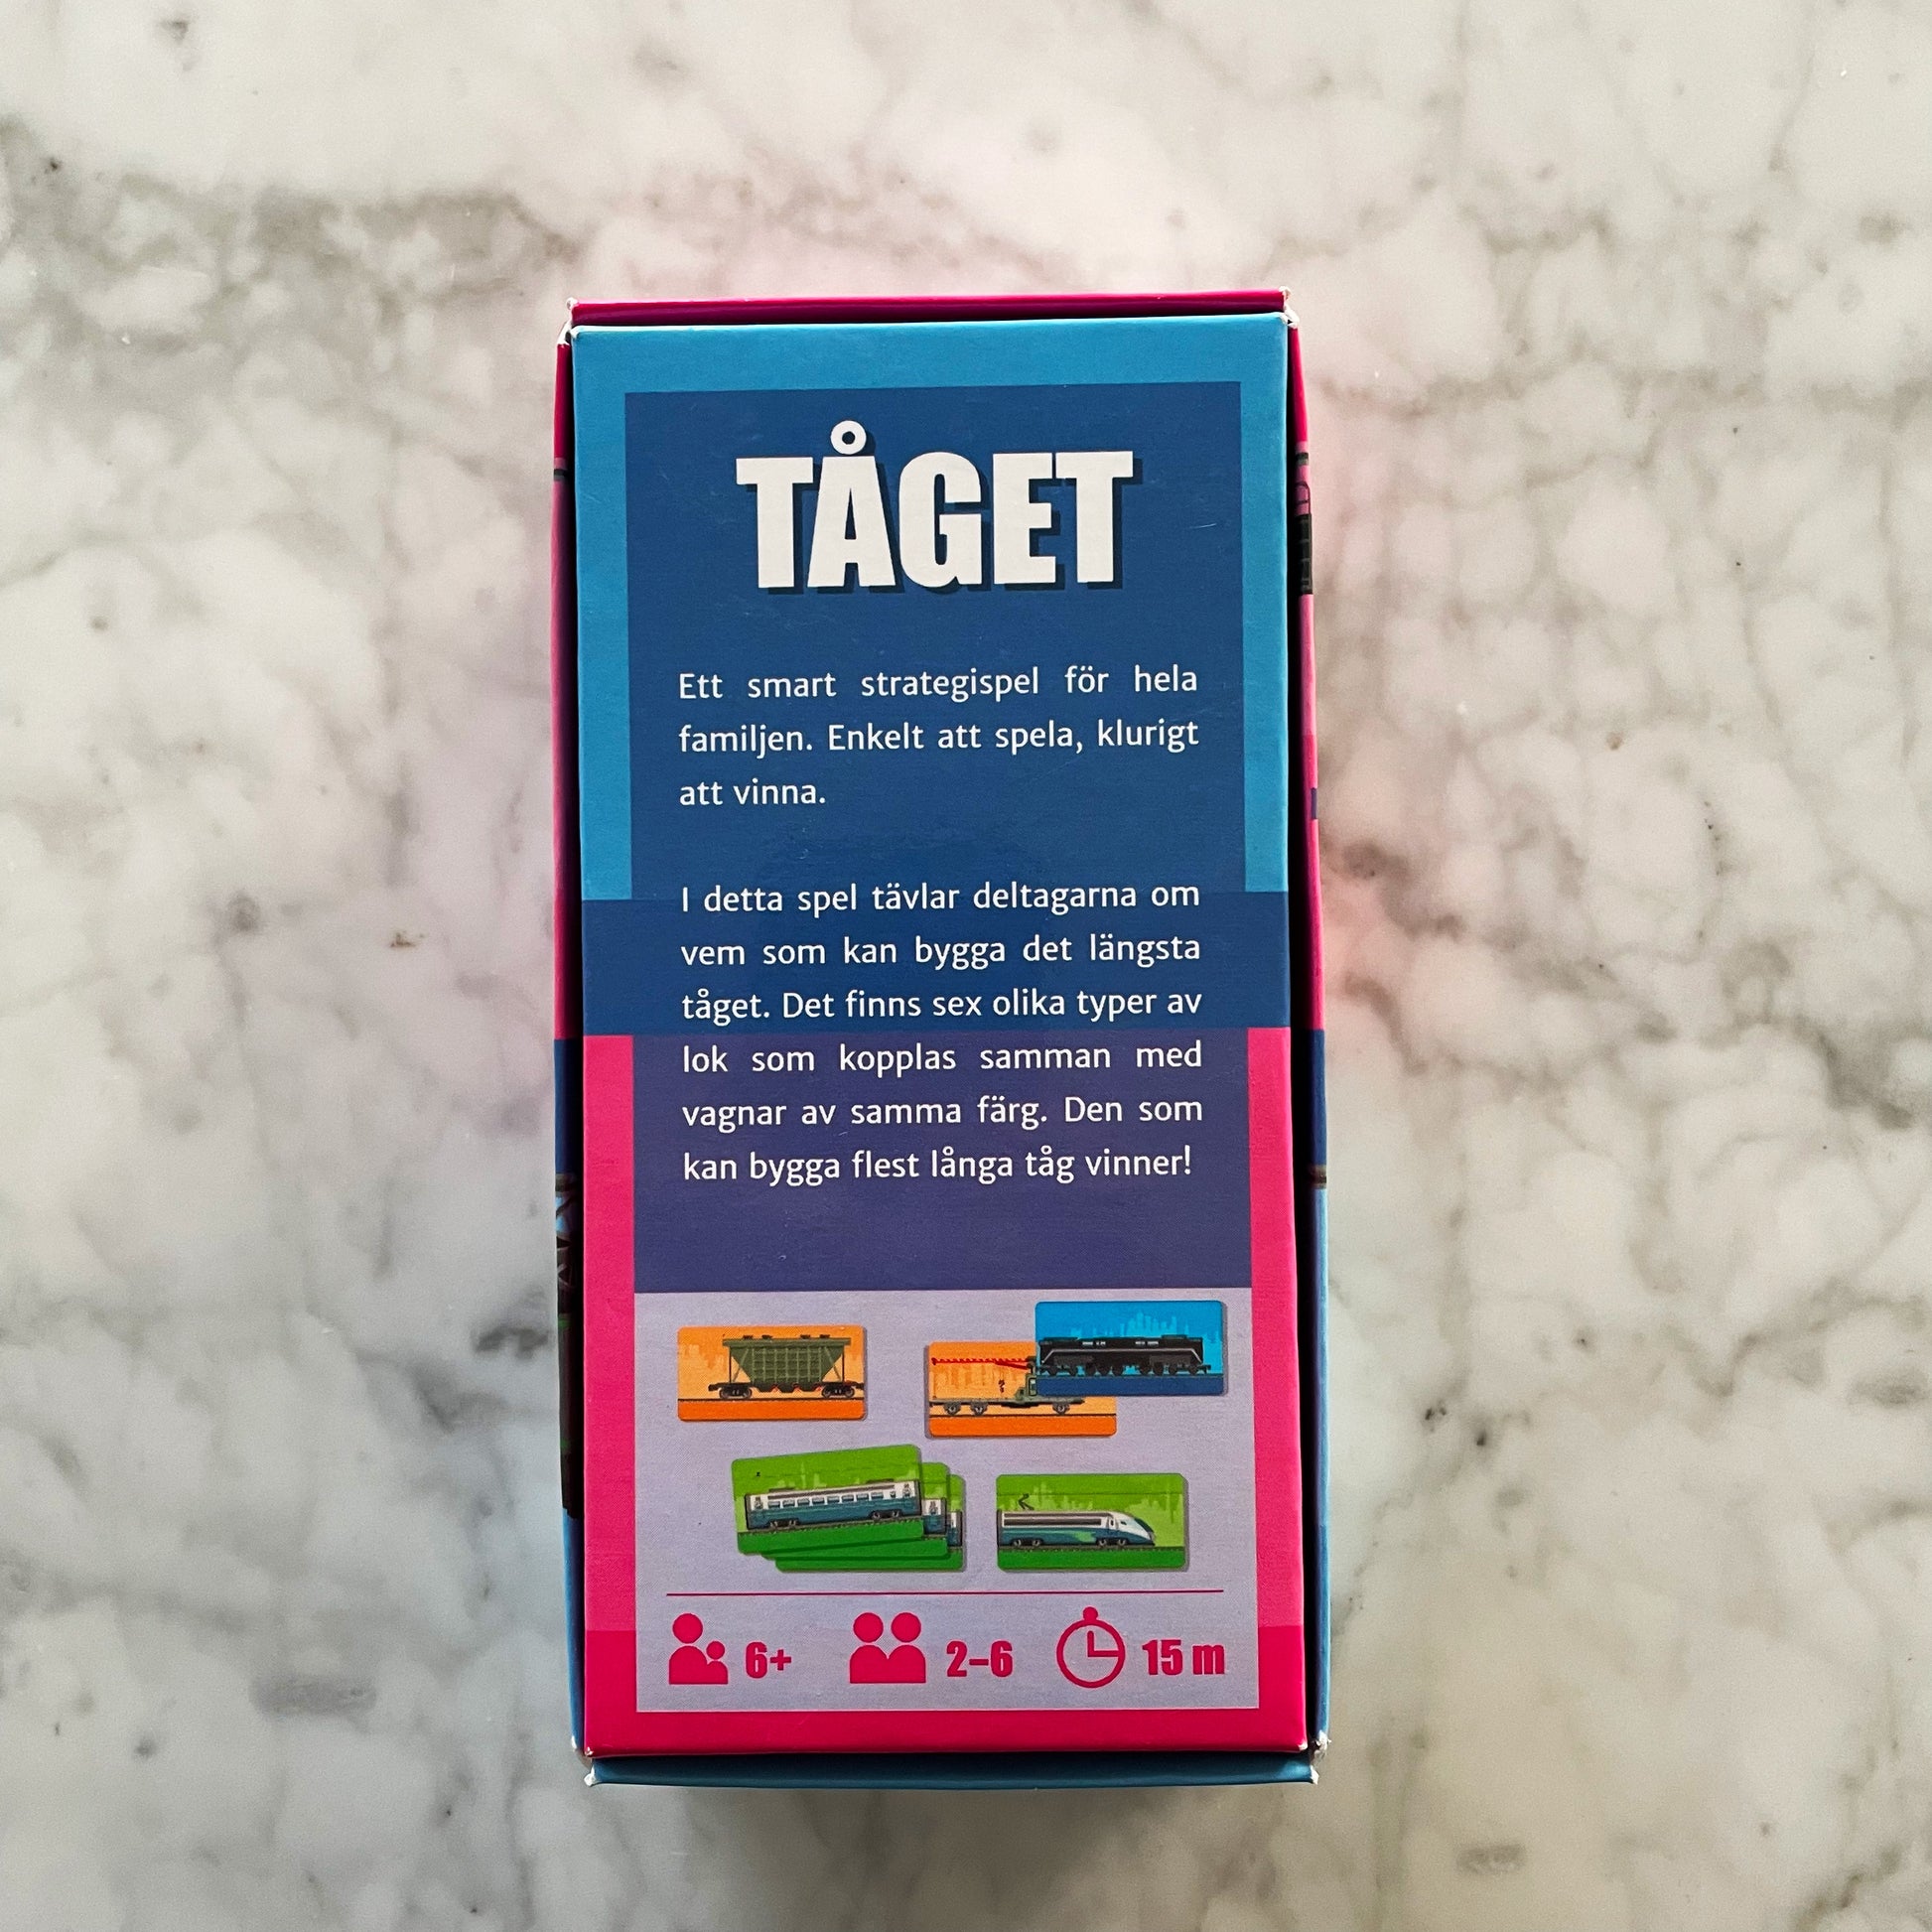 TÅGET
Ett smart strategispel för hela
familjen. Enkelt att spela, klurigt
att vinna.
I detta spel tävlar deltagarna om
vem som kan bygga det längsta
tåget. Det finns sex olika typer av
lok som kopplas samman med
vagnar av samma färg. Den som
kan bygga flest långa tåg vinner!
6+ 2–6 15 m